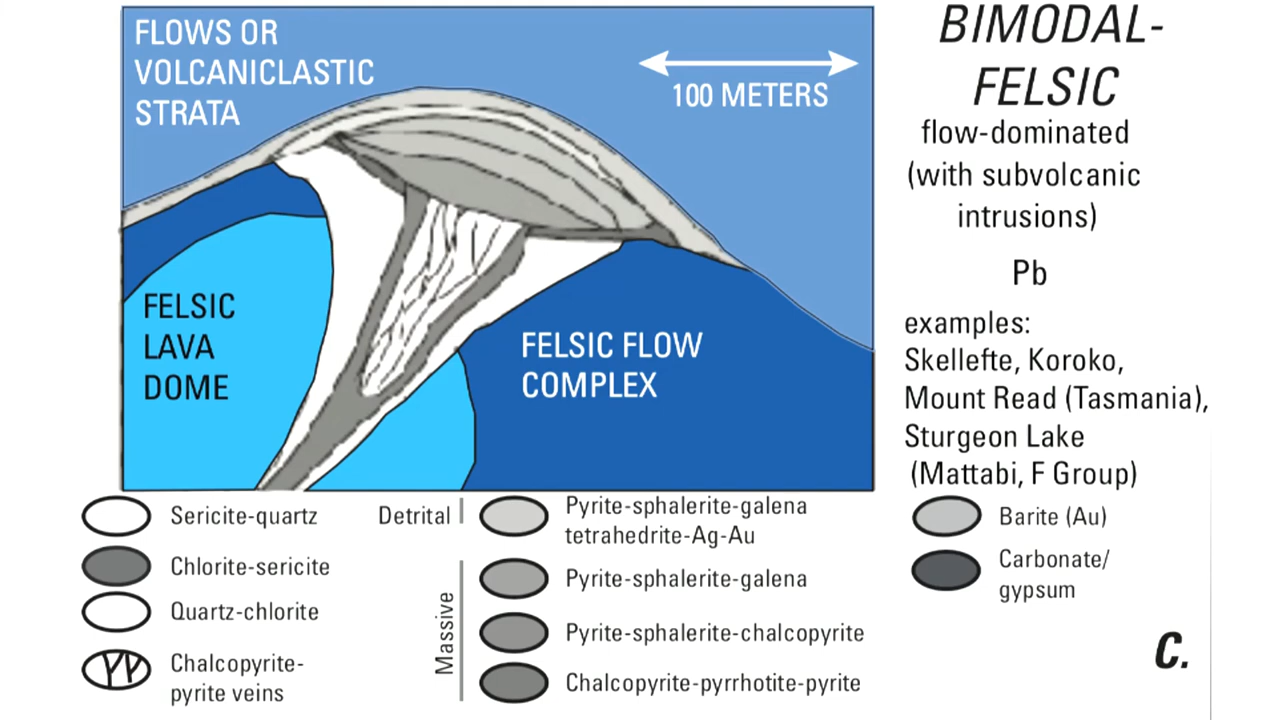 FLOWS OR
VOLCANICLASTIC
STRATA
100 METERS
FELSIC
LAVA
DOME
FELSIC FLOW
COMPLEX
BIMODAL-
FELSIC
flow-dominated
(with subvolcanic
intrusions)
Pb
examples:
Skellefte, Koroko,
Mount Read (Tasmania),
Sturgeon Lake
(Mattabi, F Group)
Sericite-quartz
Chlorite-sericite
Quartz-chlorite
Chalcopyrite-
pyrite veins
Detrital
Pyrite-sphalerite-galena
tetrahedrite-Ag-Au
Massive
Pyrite-sphalerite-galena
Pyrite-sphalerite-chalcopyrite
Chalcopyrite-pyrrhotite-pyrite
Barite (Au)
Carbonate/
gypsum
C.